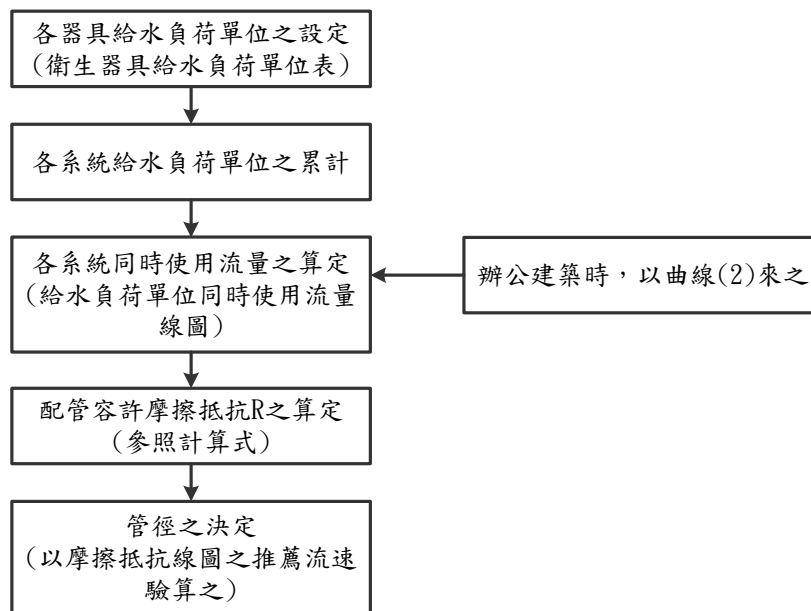 各器具給水負荷單位之設定
(衛生器具給水負荷單位表)
各系統給水負荷單位之累計
各系統同時使用流量之算定
(給水負荷單位同時使用流量
線圖)
辦公建築時，以曲線(2)來之
配管容許摩擦抵抗R之算定
(參照計算式)
管徑之決定
(以摩擦抵抗線圖之推薦流速
驗算之)